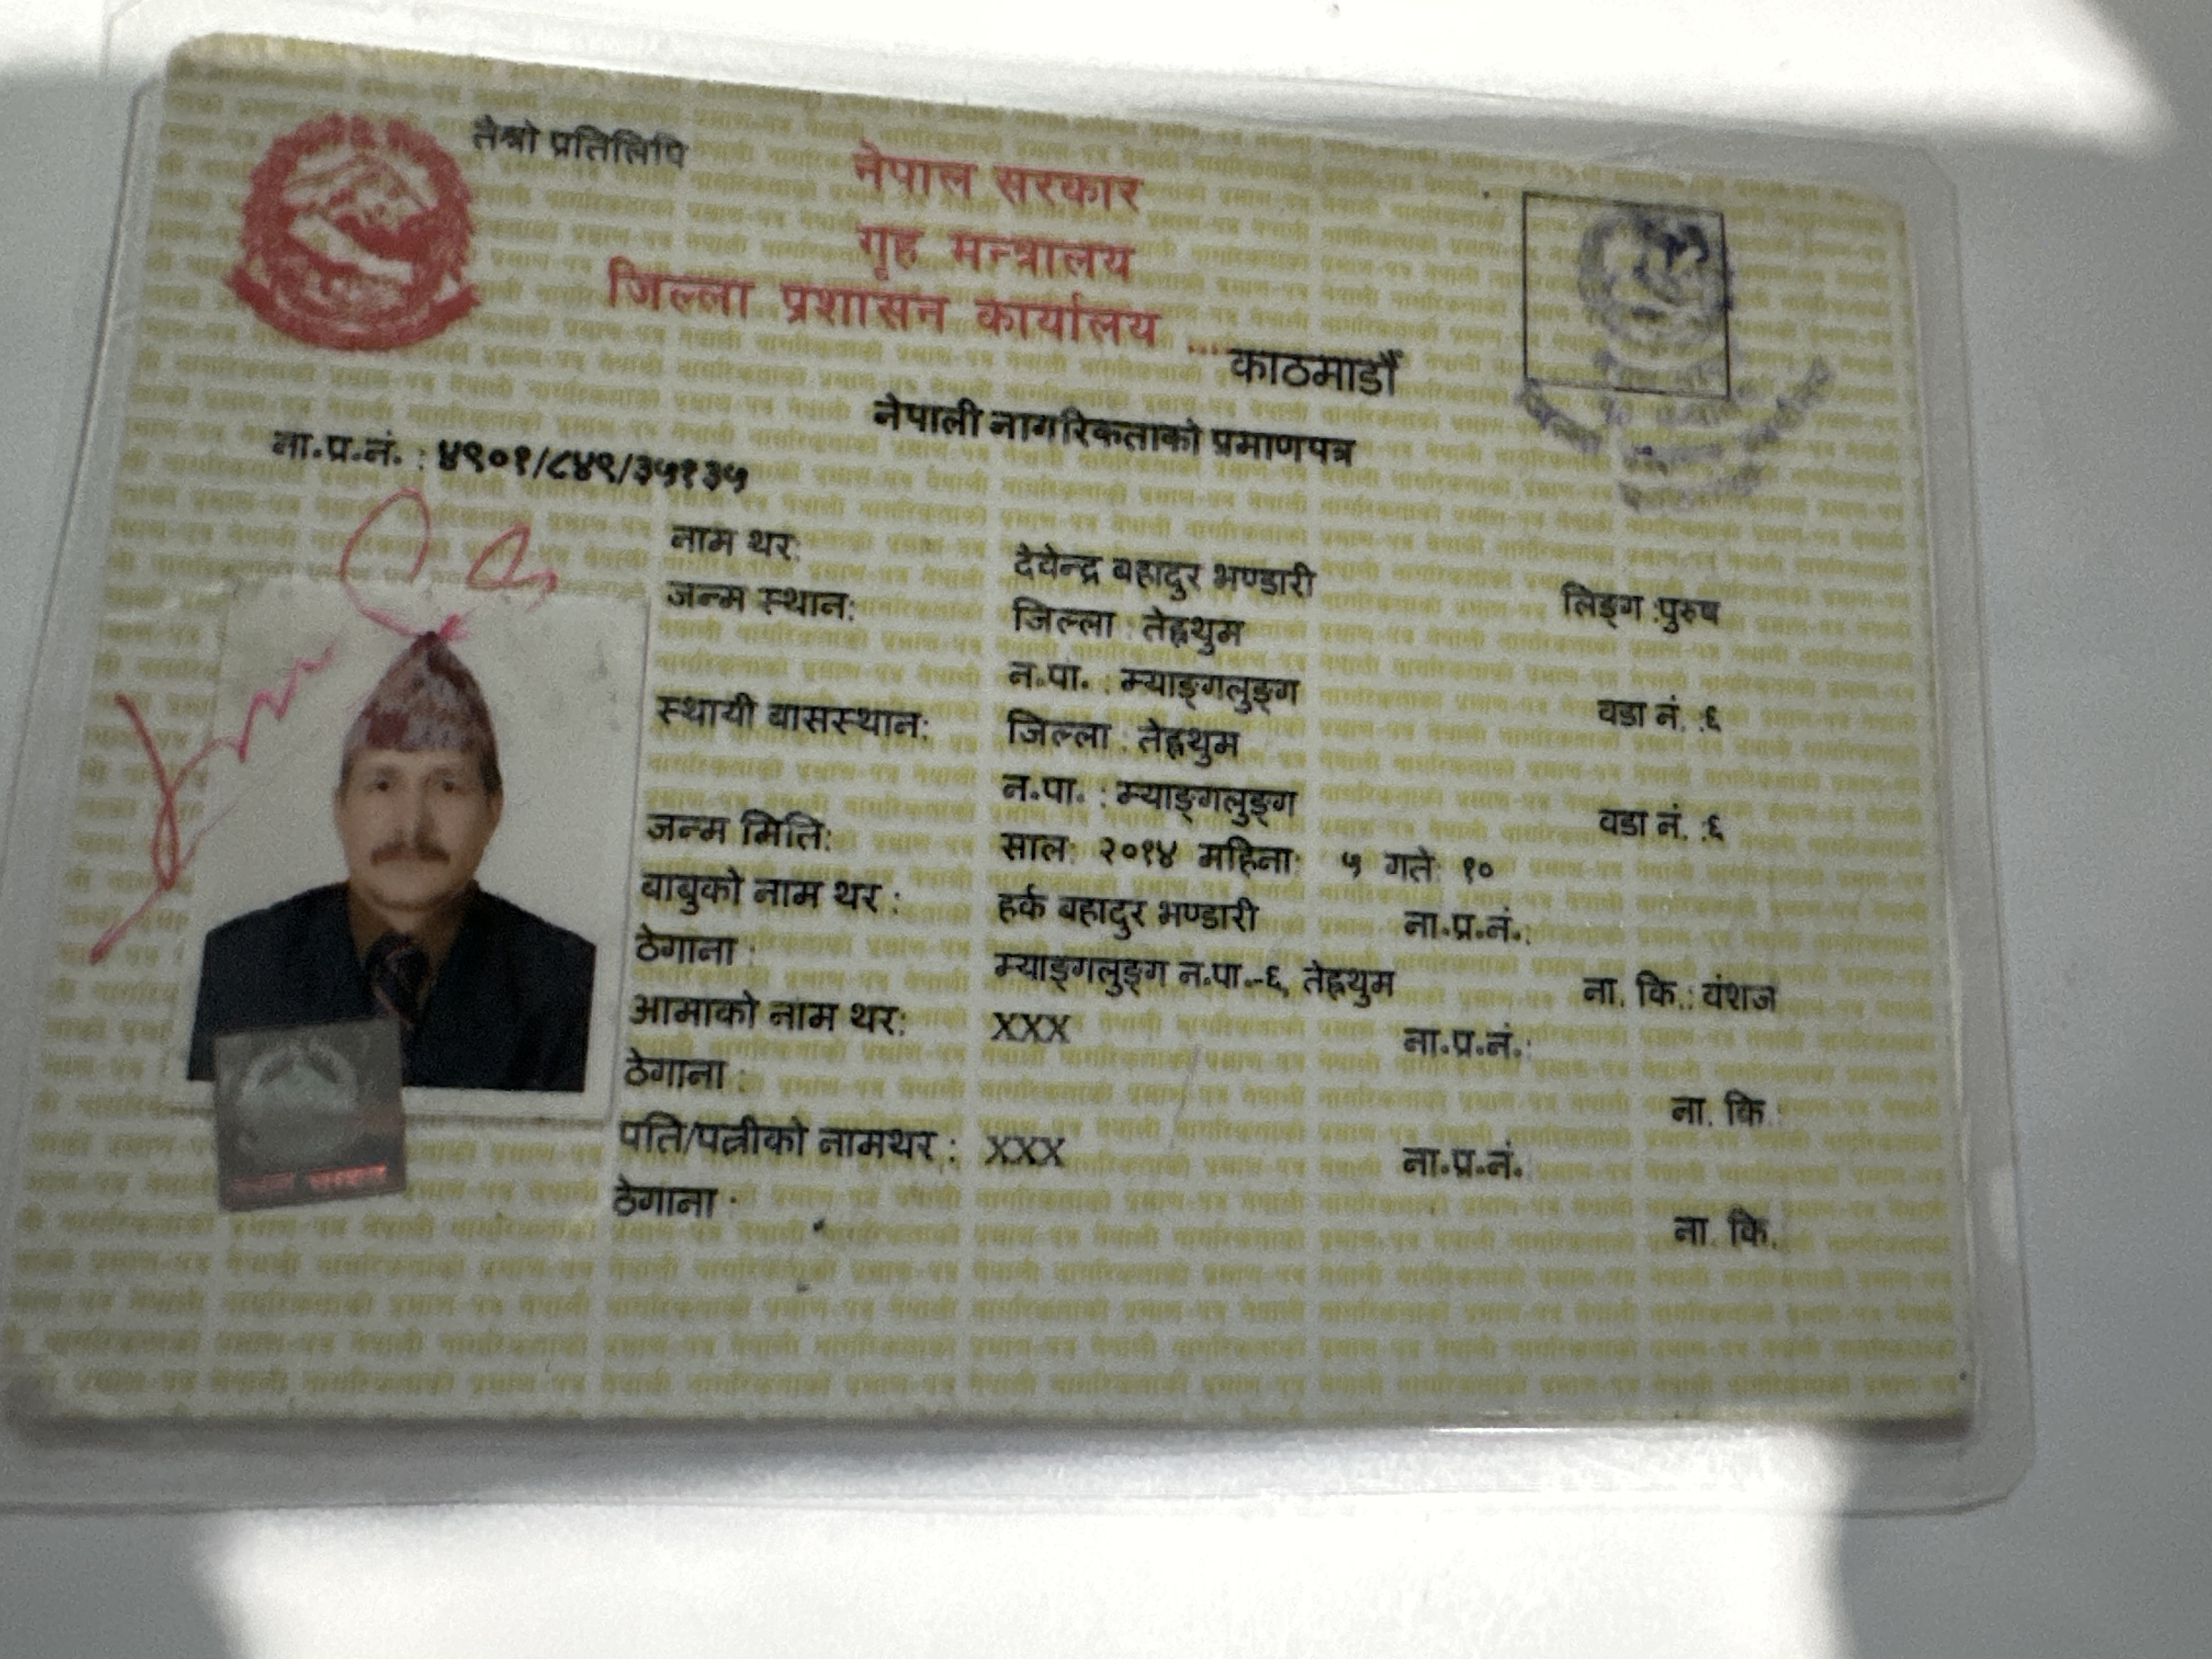 तेश्रो प्रतिलिपि
नेपाल सरकार
गृह मन्त्रालय
जिल्ला प्रशासन कार्यालय .... काठमाडौं
नेपाली नागरिकताको प्रमाणपत्र
ना.प्र.नं. : ४९०१/८४९/३५१३५
नाम थर: देवेन्द्र बहादुर भण्डारी लिङ्ग :पुरुष
जन्म स्थान: जिल्ला : तेह्रथुम
न.पा. : म्याङ्गलुङ्ग वडा नं. :६
स्थायी बासस्थान: जिल्ला : तेह्रथुम
न.पा. : म्याङ्गलुङ्ग वडा नं. :६
जन्म मिति: साल: २०१४ महिना: ५ गते: १०
बाबुको नाम थर : हर्क बहादुर भण्डारी ना.प्र.नं.:
ठेगाना : म्याङ्गलुङ्ग न.पा.-६, तेह्रथुम ना. कि.: वंशज
आमाको नाम थर: XXX ना.प्र.नं.:
ठेगाना : ना. कि.:
पति/पत्नीको नामथर : XXX ना.प्र.नं.
ठेगाना : ना. कि.